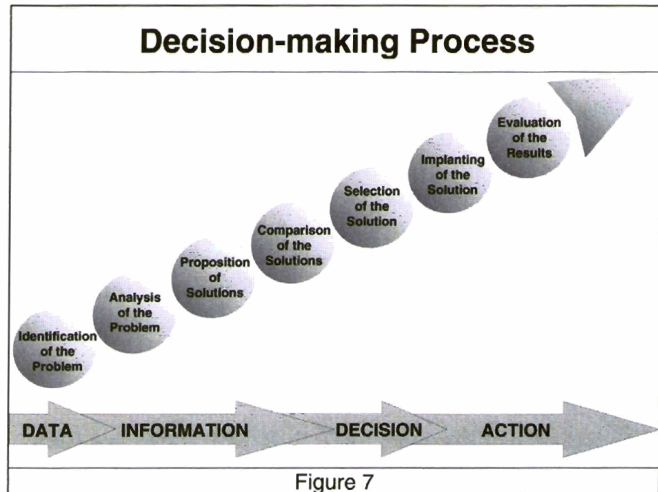 Decision-making Process
Evaluation
of the
Results
Implanting
of the
Solution
Selection
of the
Solution
Comparison
of the
Solutions
Proposition
of
Solutions
Analysis
of the
Problem
Identification
of the
Problem
DATA INFORMATION DECISION ACTION
Figure 7